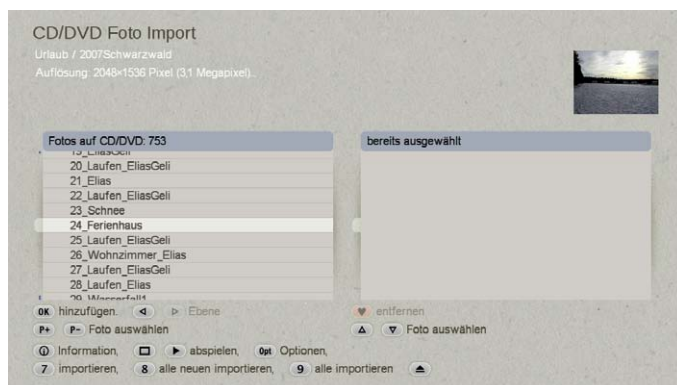 CD/DVD Foto Import
Urlaub / 2007Schwarzwald
Auflösung: 2048×1536 Pixel (3,1 Megapixel)..
Fotos auf CD/DVD: 753
19_EliasGeli
20_Laufen_EliasGeli
21_Elias
22_Laufen_EliasGeli
23_Schnee
24_Ferienhaus
25_Laufen_EliasGeli
26_Wohnzimmer_Elias
27_Laufen_EliasGeli
28_Laufen_Elias
29_Wasserfall1
bereits ausgewählt
OK hinzufügen. ◁ ▷ Ebene
P+ P- Foto auswählen
♥ entfernen
△ ▽ Foto auswählen
Information, abspielen, Opt Optionen,
7 importieren, 8 alle neuen importieren, 9 alle importieren